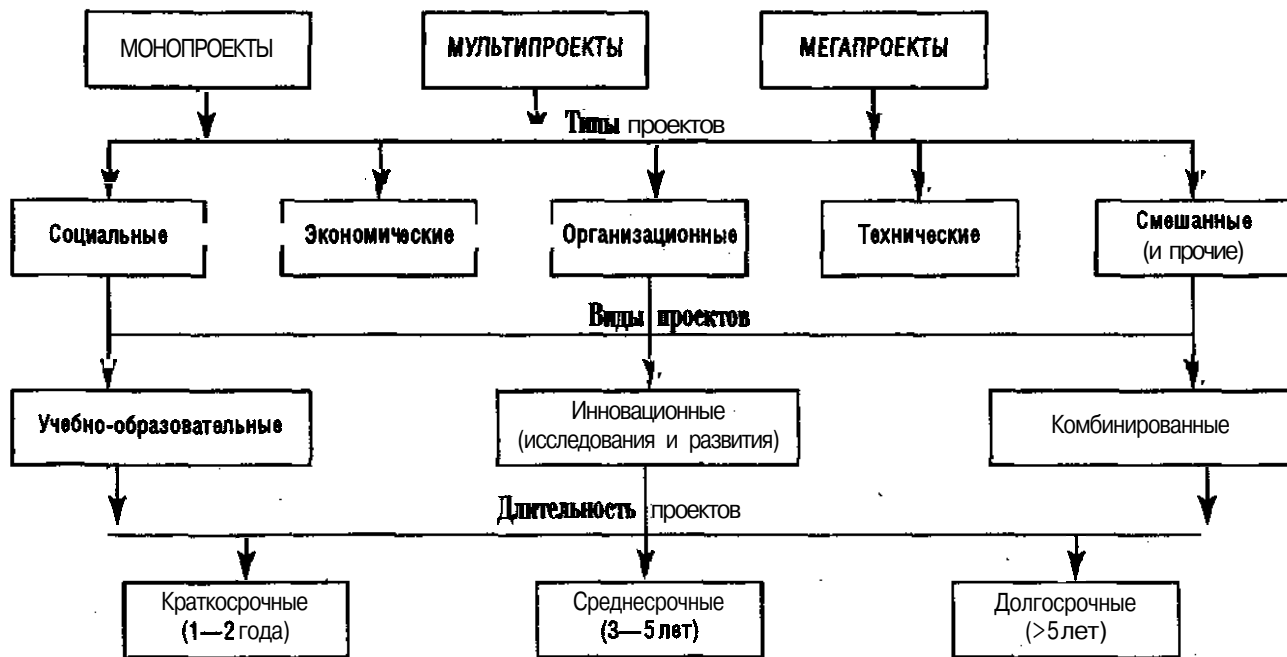 МОНОПРОЕКТЫ
МУЛЬТИПРОЕКТЫ
МЕГАПРОЕКТЫ
Типы проектов
Социальные
Экономические
Организационные
Технические
Смешанные
(и прочие)
Виды проектов
Учебно-образовательные
Инновационные
(исследования и развития)
Комбинированные
Длительность проектов
Краткосрочные
(1—2 года)
Среднесрочные
(3—5 лет)
Долгосрочные
(>5 лет)